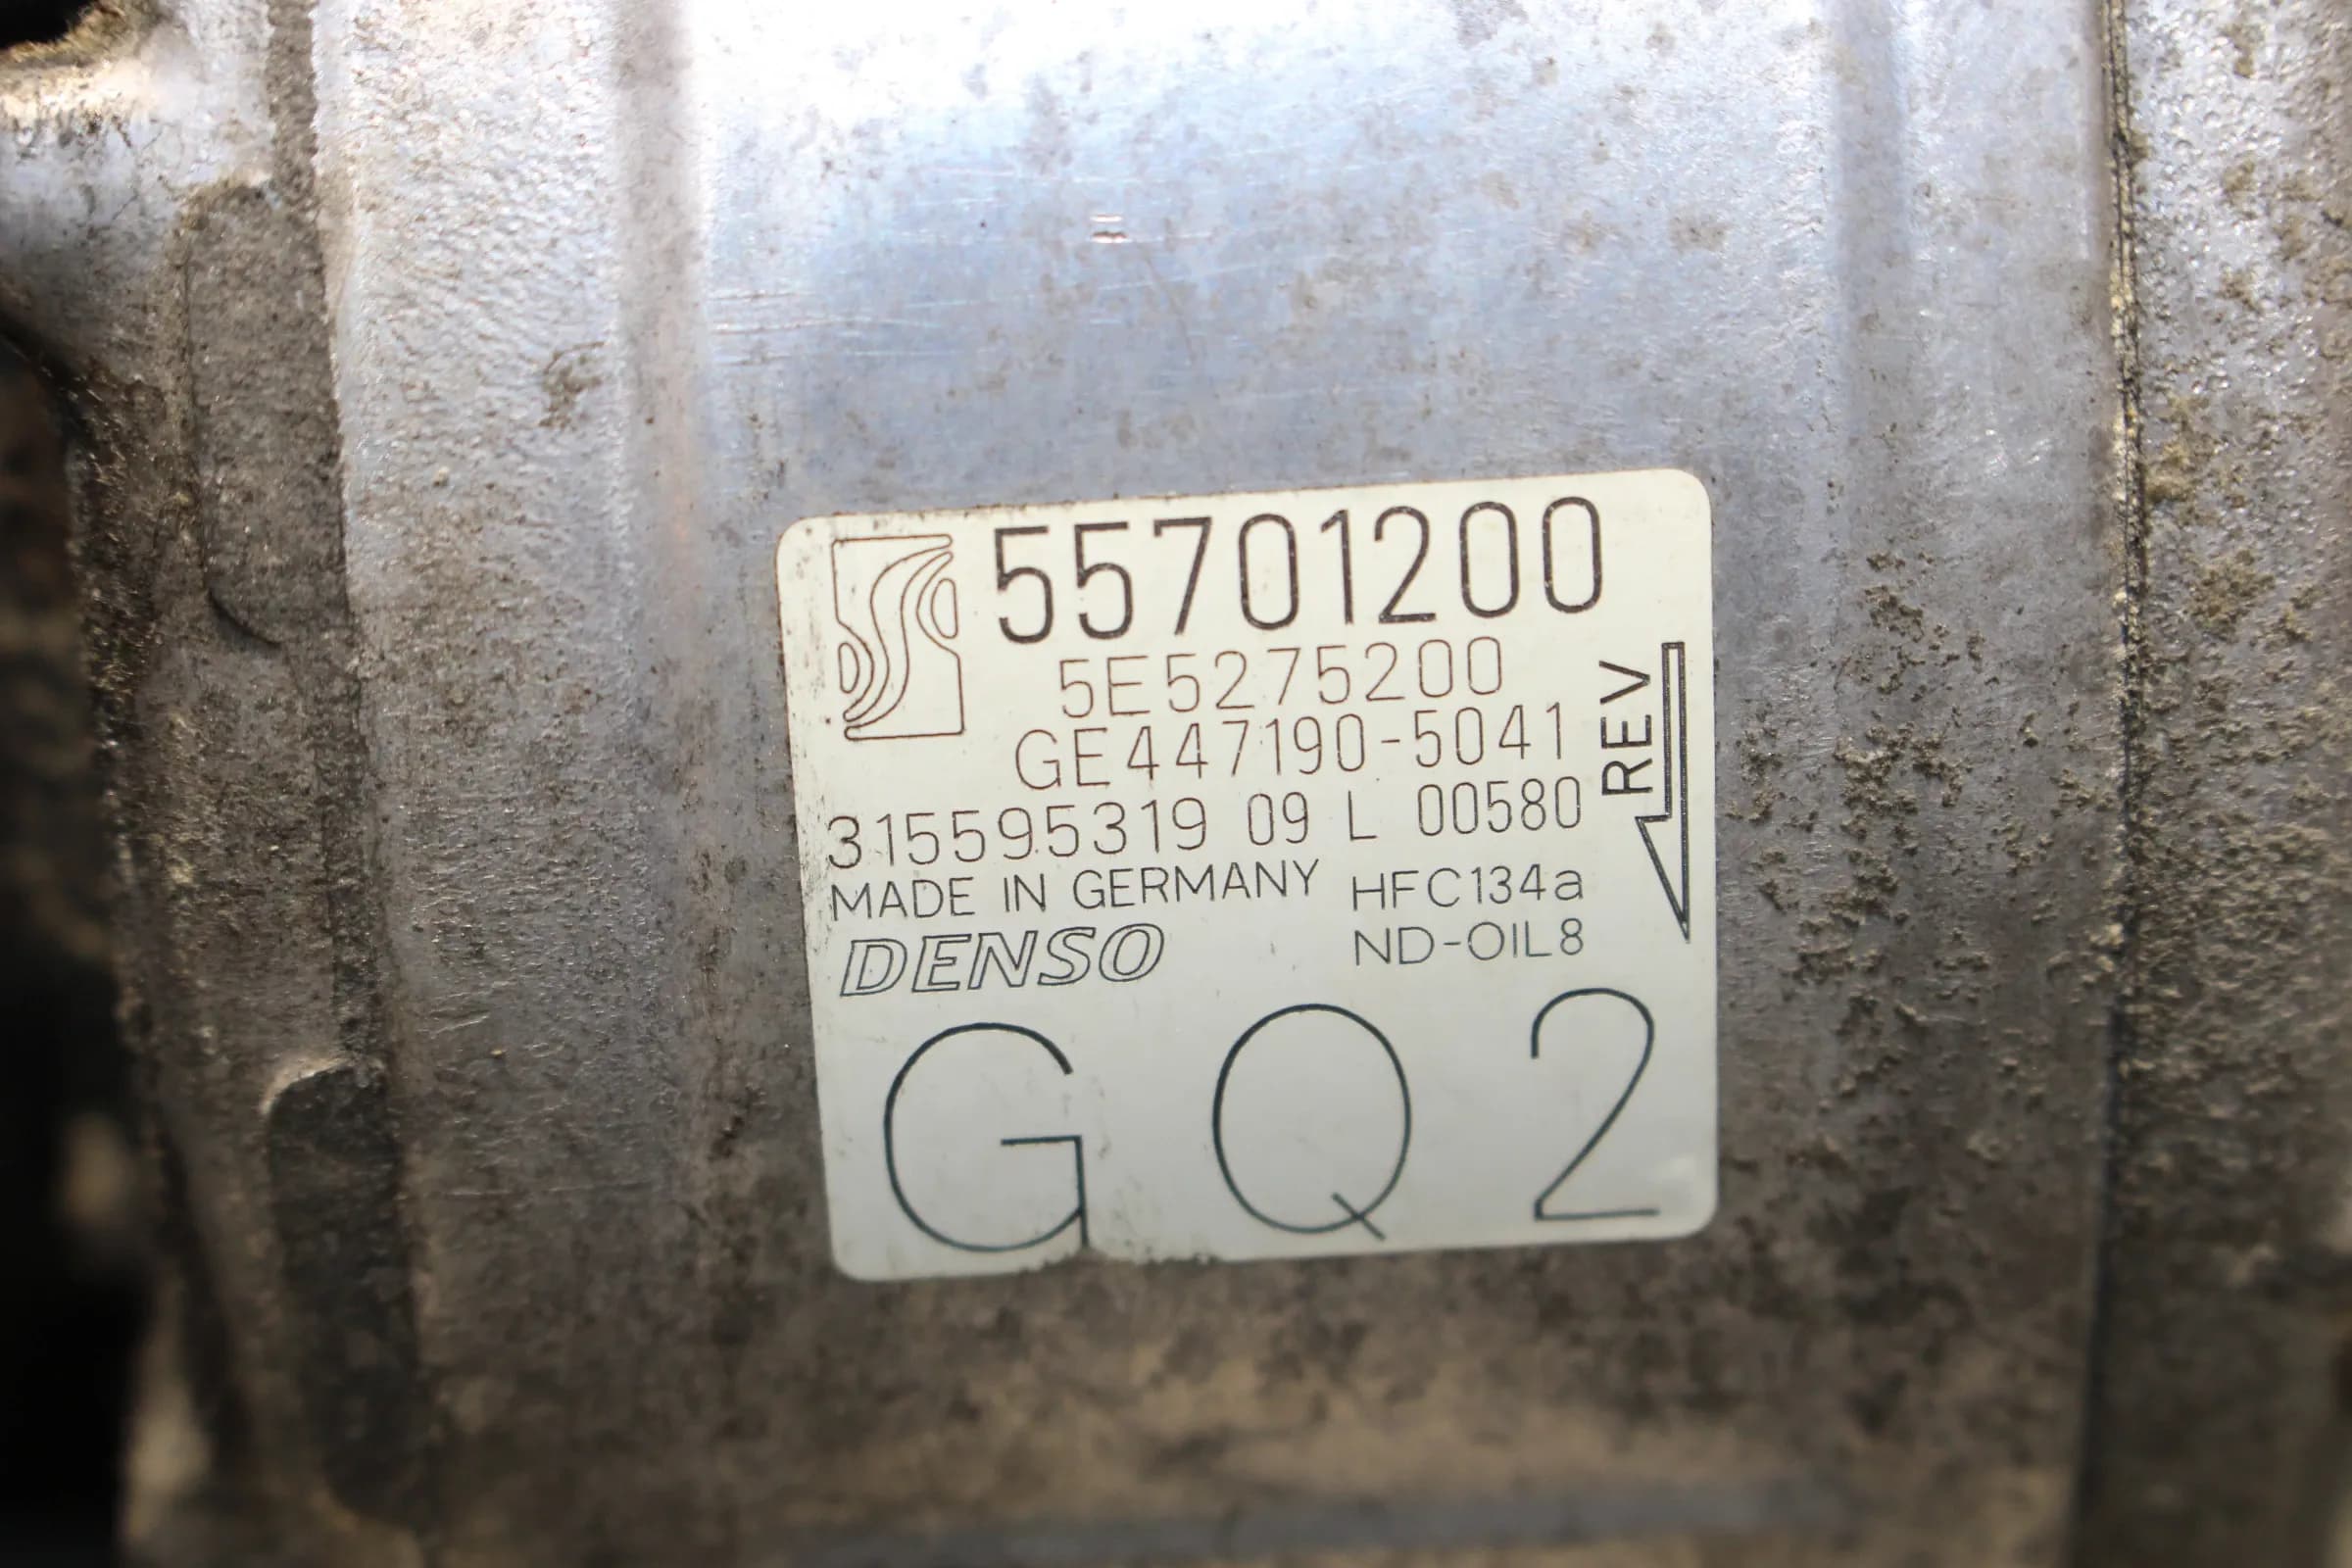 55701200
5E5275200
GE447190-5041
REV
315595319 09 L 00580
MADE IN GERMANY HFC134a
DENSO ND-OIL8
GQ2